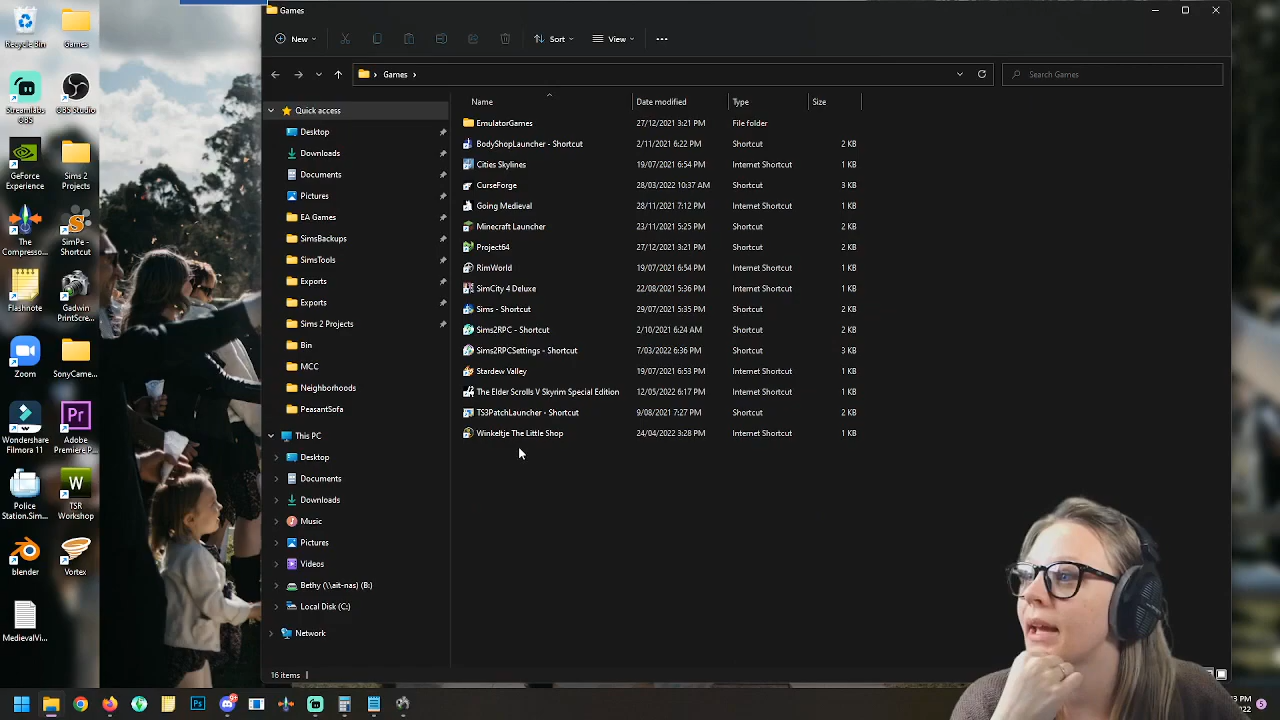 Games
New
Sort
View
Games
Search Games
Name
Date modified
Type
Size
EmulatorGames 27/12/2021 3:21 PM File folder
BodyShopLauncher - Shortcut 2/11/2021 6:22 PM Shortcut 2 KB
Cities Skylines 19/07/2021 6:54 PM Internet Shortcut 1 KB
CurseForge 28/03/2022 10:37 AM Shortcut 3 KB
Going Medieval 28/11/2021 7:12 PM Internet Shortcut 1 KB
Minecraft Launcher 23/11/2021 5:25 PM Shortcut 2 KB
Project64 27/12/2021 3:21 PM Shortcut 2 KB
RimWorld 19/07/2021 6:54 PM Internet Shortcut 1 KB
SimCity 4 Deluxe 22/08/2021 5:36 PM Internet Shortcut 1 KB
Sims - Shortcut 29/07/2021 5:35 PM Shortcut 2 KB
Sims2RPC - Shortcut 2/10/2021 6:24 AM Shortcut 2 KB
Sims2RPCSettings - Shortcut 7/03/2022 6:36 PM Shortcut 3 KB
Stardew Valley 19/07/2021 6:53 PM Internet Shortcut 1 KB
The Elder Scrolls V Skyrim Special Edition 12/05/2022 6:17 PM Internet Shortcut 1 KB
TS3PatchLauncher - Shortcut 9/08/2021 7:27 PM Shortcut 2 KB
Winkeltje The Little Shop 24/04/2022 3:28 PM Internet Shortcut 1 KB
Quick access
Desktop
Downloads
Documents
Pictures
EA Games
SimsBackups
SimsTools
Exports
Exports
Sims 2 Projects
Bin
MCC
Neighborhoods
PeasantSofa
This PC
Desktop
Documents
Downloads
Music
Pictures
Videos
Bethy (\\ait-nas) (B:)
Local Disk (C:)
Network
16 items
Recycle Bin
Games
Streamlabs
OBS
OBS Studio
GeForce
Experience
Sims 2
Projects
The
Compresso...
SimPe -
Shortcut
Flashnote
Gadwin
PrintScre...
Zoom
SonyCame...
Wondershare
Filmora 11
Adobe
Premiere P...
Police
Station.Sim...
TSR
Workshop
blender
Vortex
MedievalVi...